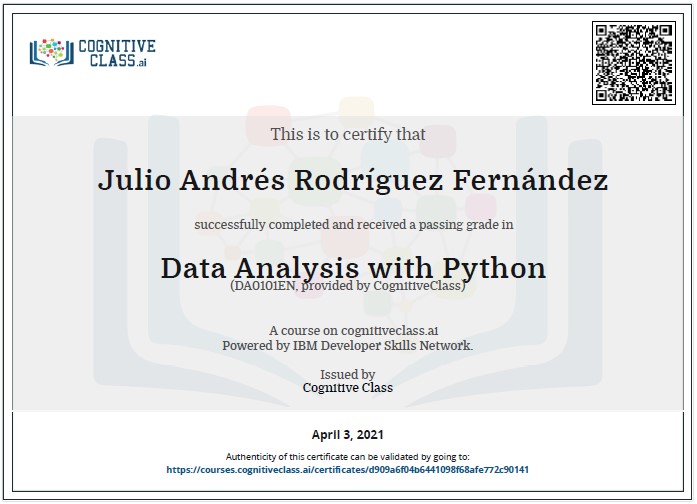 COGNITIVE
CLASS.ai
This is to certify that
Julio Andrés Rodríguez Fernández
successfully completed and received a passing grade in
Data Analysis with Python
(DA0101EN, provided by CognitiveClass)
A course on cognitiveclass.ai
Powered by IBM Developer Skills Network.
Issued by
Cognitive Class
April 3, 2021
Authenticity of this certificate can be validated by going to:
https://courses.cognitiveclass.ai/certificates/d909a6f04b6441098f68afe772c90141